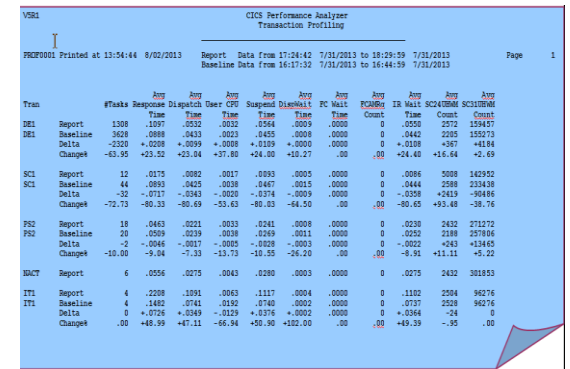 V5R1 CICS Performance Analyzer
Transaction Profiling
PROF0001 Printed at 13:54:44 8/02/2013 Report Data from 17:24:42 7/31/2013 to 18:29:59 7/31/2013 Page 1
Baseline Data from 16:17:32 7/31/2013 to 16:44:59 7/31/2013
Avg Avg Avg Avg Avg Avg Avg Avg Avg Avg
Tran #Tasks Response Dispatch User CPU Suspend DispWait FC Wait FCAMRq IR Wait SC24UHWM SC31UHWM
Time Time Time Time Time Time Count Time Count Count
DE1 Report 1308 .1097 .0532 .0032 .0564 .0009 .0000 0 .0550 2572 159457
DE1 Baseline 3628 .0888 .0433 .0023 .0455 .0008 .0000 0 .0442 2205 155273
Delta -2320 +.0208 +.0099 +.0008 +.0109 +.0000 .0000 0 +.0108 +367 +4184
Change% -63.95 +23.52 +23.04 +37.80 +24.00 +10.27 .00 .00 +24.40 +16.64 +2.69
SC1 Report 12 .0175 .0082 .0017 .0093 .0005 .0000 0 .0086 5008 142952
SC1 Baseline 44 .0893 .0425 .0038 .0467 .0015 .0000 0 .0444 2588 233438
Delta -32 -.0717 -.0343 -.0020 -.0374 -.0009 .0000 0 -.0358 +2419 -90486
Change% -72.73 -80.33 -80.69 -53.63 -80.03 -64.50 .00 .00 -80.65 +93.48 -38.76
PS2 Report 18 .0463 .0221 .0033 .0241 .0008 .0000 0 .0230 2432 271272
PS2 Baseline 20 .0509 .0239 .0038 .0269 .0011 .0000 0 .0252 2188 257806
Delta -2 -.0046 -.0017 -.0005 -.0028 -.0003 .0000 0 -.0022 +243 +13465
Change% -10.00 -9.04 -7.33 -13.73 -10.55 -26.20 .00 .00 -8.91 +11.11 +5.22
NACT Report 6 .0556 .0275 .0043 .0280 .0003 .0000 0 .0275 2432 301853
IT1 Report 4 .2208 .1091 .0063 .1117 .0004 .0000 0 .1102 2504 96276
IT1 Baseline 4 .1482 .0741 .0192 .0740 .0002 .0000 0 .0737 2528 96276
Delta 0 +.0726 +.0349 -.0129 +.0376 +.0002 .0000 0 +.0364 -24 0
Change% .00 +48.99 +47.11 -66.94 +50.90 +102.00 .00 .00 +49.39 -.95 .00